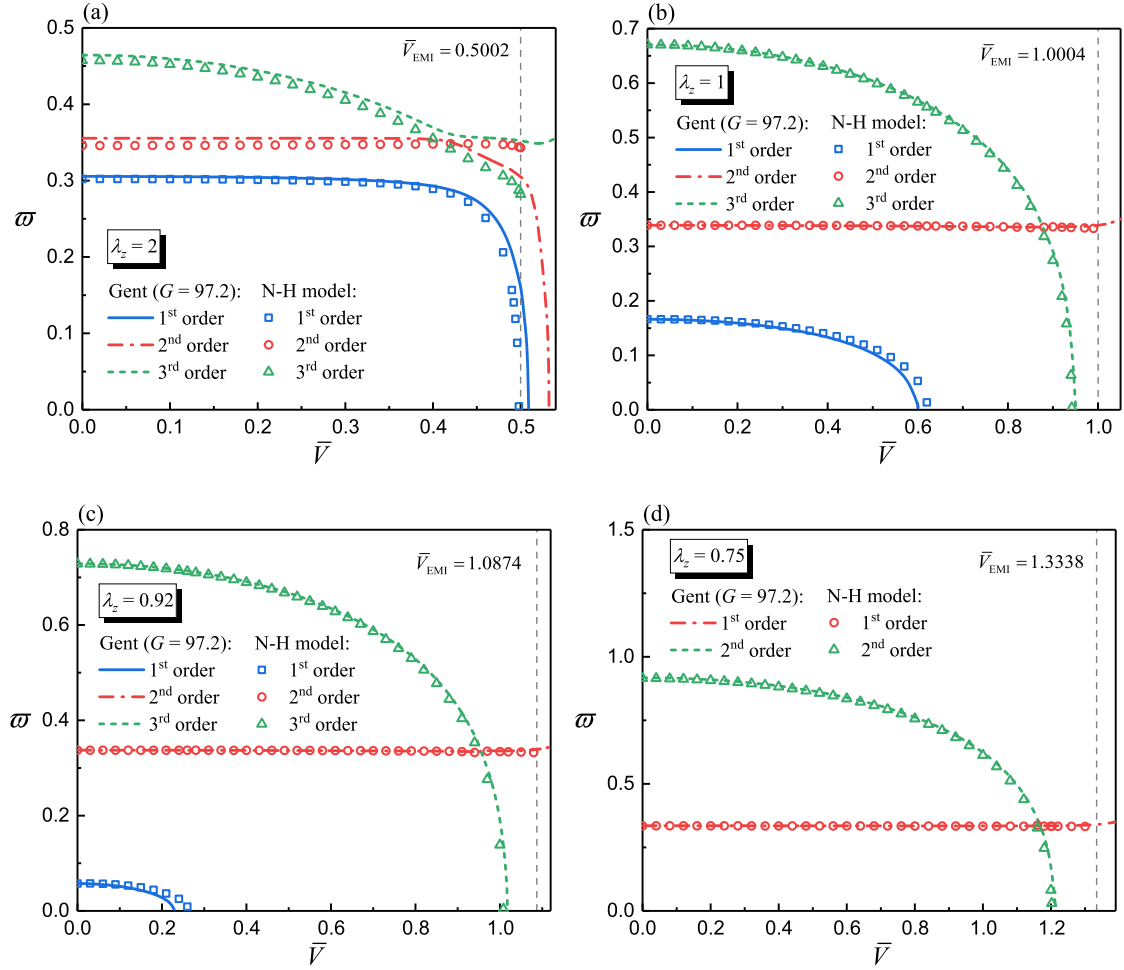 (a)
0.5
0.4
0.3
0.2
0.1
0.0
ϖ
V̄_EMI = 0.5002
λ_z = 2
Gent (G = 97.2): N-H model:
1st order 1st order
2nd order 2nd order
3rd order 3rd order
0.0 0.1 0.2 0.3 0.4 0.5
V̄
(b)
0.7
0.6
0.5
0.4
0.3
0.2
0.1
0.0
ϖ
V̄_EMI = 1.0004
λ_z = 1
Gent (G = 97.2): N-H model:
1st order 1st order
2nd order 2nd order
3rd order 3rd order
0.0 0.2 0.4 0.6 0.8 1.0
V̄
(c)
0.8
0.6
0.4
0.2
0.0
ϖ
V̄_EMI = 1.0874
λ_z = 0.92
Gent (G = 97.2): N-H model:
1st order 1st order
2nd order 2nd order
3rd order 3rd order
0.0 0.2 0.4 0.6 0.8 1.0
V̄
(d)
1.5
1.0
0.5
0.0
ϖ
λ_z = 0.75
V̄_EMI = 1.3338
Gent (G = 97.2): N-H model:
1st order 1st order
2nd order 2nd order
0.0 0.2 0.4 0.6 0.8 1.0 1.2
V̄